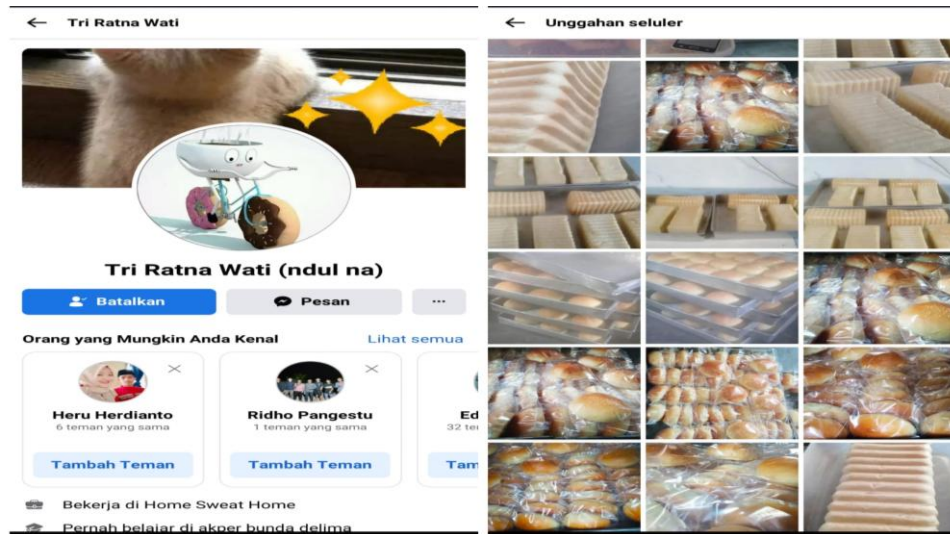 Tri Ratna Wati
Tri Ratna Wati (ndul na)
Batalkan
Pesan
Orang yang Mungkin Anda Kenal
Lihat semua
Heru Herdianto
6 teman yang sama
Tambah Teman
Ridho Pangestu
1 teman yang sama
Tambah Teman
Ed
32 te
Tam
Bekerja di Home Sweat Home
Pernah belajar di akper bunda delima
Unggahan seluler